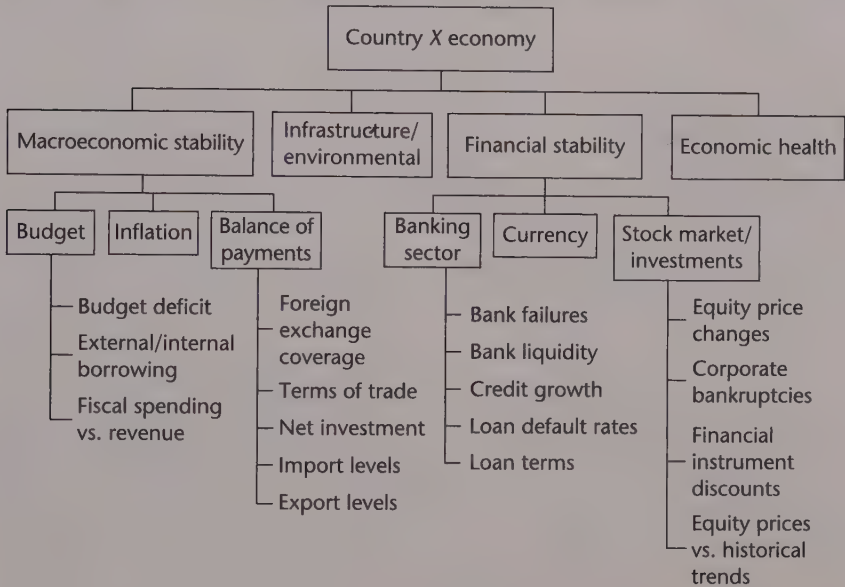 Country X economy
Macroeconomic stability
Infrastructure/
environmental
Financial stability
Economic health
Budget
Inflation
Balance of
payments
Banking
sector
Currency
Stock market/
investments
Budget deficit
External/internal
borrowing
Fiscal spending
vs. revenue
Foreign
exchange
coverage
Terms of trade
Net investment
Import levels
Export levels
Bank failures
Bank liquidity
Credit growth
Loan default rates
Loan terms
Equity price
changes
Corporate
bankruptcies
Financial
instrument
discounts
Equity prices
vs. historical
trends